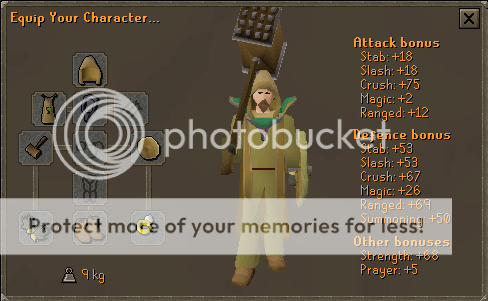 Equip Your Character...
Attack bonus
Stab: +18
Slash: +18
Crush: +75
Magic: +2
Ranged: +12
Defence bonus
Stab: +53
Slash: +53
Crush: +67
Magic: +26
Ranged: +69
Summoning: +50
Other bonuses
Strength: +68
Prayer: +5
9 kg
photobucket
Protect more of your memories for less!